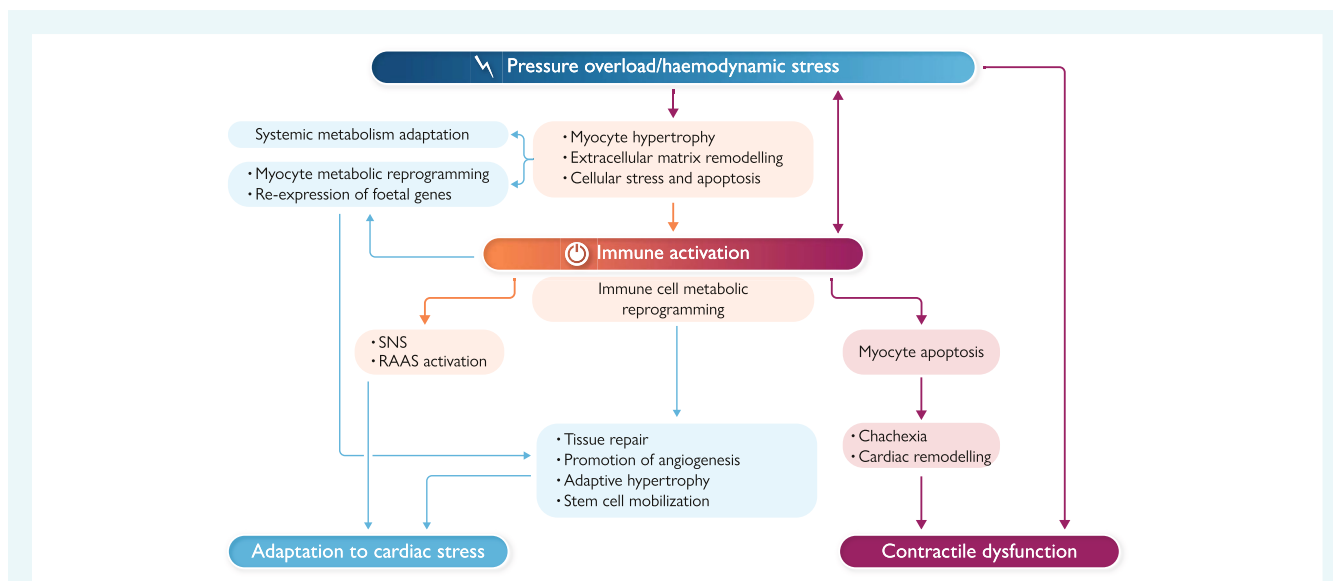 Pressure overload/haemodynamic stress
Systemic metabolism adaptation
• Myocyte hypertrophy
• Extracellular matrix remodelling
• Cellular stress and apoptosis
• Myocyte metabolic reprogramming
• Re-expression of foetal genes
Immune activation
Immune cell metabolic
reprogramming
• SNS
• RAAS activation
Myocyte apoptosis
• Tissue repair
• Promotion of angiogenesis
• Adaptive hypertrophy
• Stem cell mobilization
• Chachexia
• Cardiac remodelling
Adaptation to cardiac stress
Contractile dysfunction